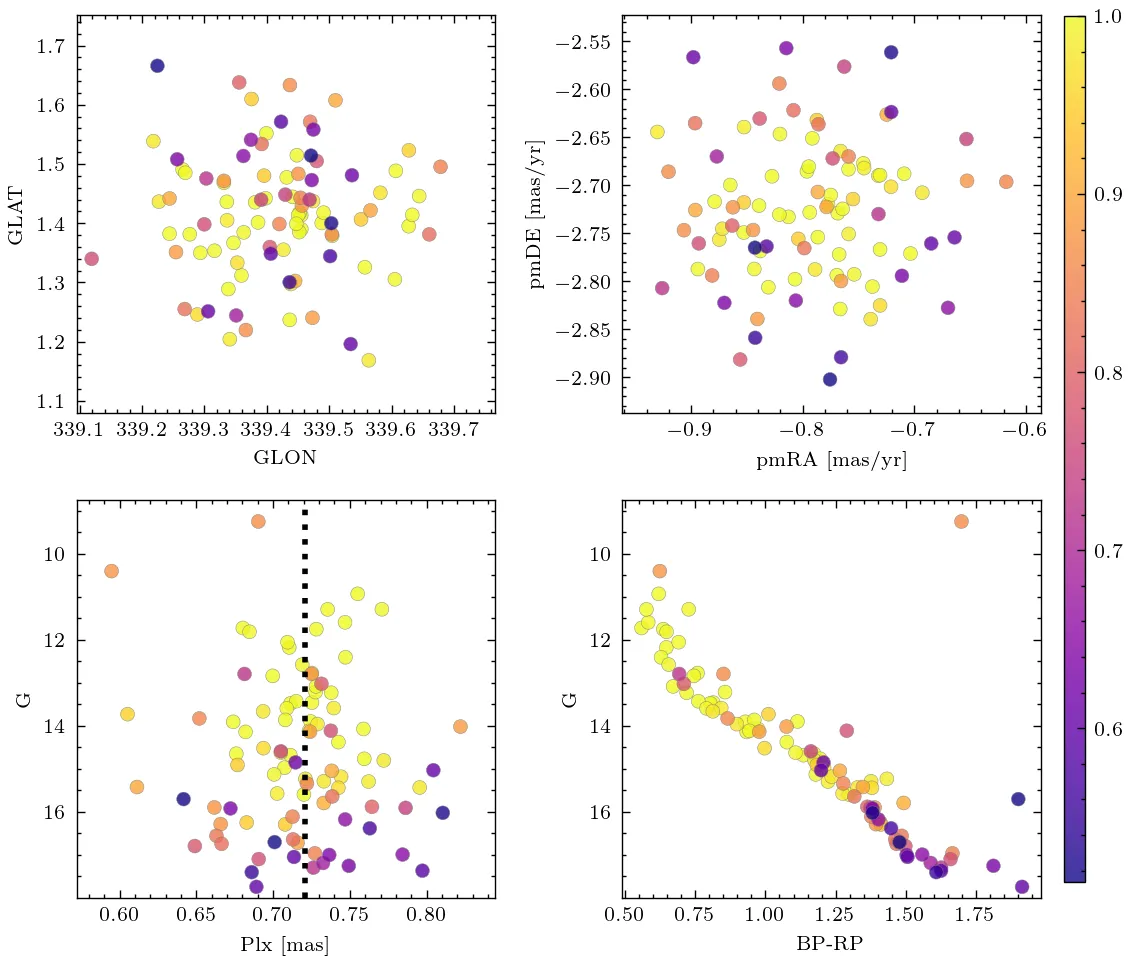 1.7
1.6
1.5
1.4
1.3
1.2
1.1
GLAT
339.1 339.2 339.3 339.4 339.5 339.6 339.7
GLON
−2.55
−2.60
−2.65
−2.70
−2.75
−2.80
−2.85
−2.90
pmDE [mas/yr]
−0.9 −0.8 −0.7 −0.6
pmRA [mas/yr]
1.0
0.9
0.8
0.7
0.6
10
12
14
16
G
0.60 0.65 0.70 0.75 0.80
Plx [mas]
10
12
14
16
G
0.50 0.75 1.00 1.25 1.50 1.75
BP-RP